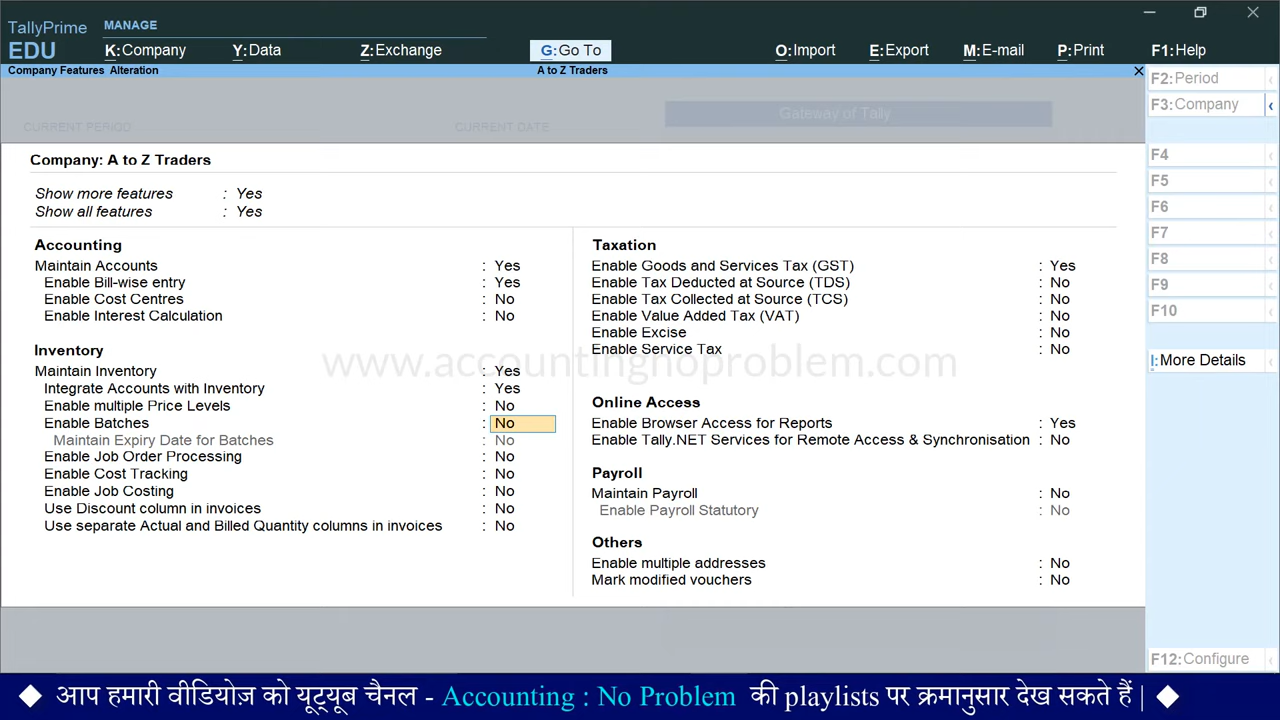 TallyPrime
EDU
MANAGE
K:Company
Y:Data
Z:Exchange
G:Go To
O:Import
E:Export
M:E-mail
P:Print
F1:Help
Company Features Alteration
A to Z Traders
F2:Period
F3:Company
CURRENT PERIOD
CURRENT DATE
Gateway of Tally
F4
F5
F6
F7
F8
F9
F10
I:More Details
F12:Configure
Company: A to Z Traders
Show more features : Yes
Show all features : Yes
Accounting
Maintain Accounts : Yes
Enable Bill-wise entry : Yes
Enable Cost Centres : No
Enable Interest Calculation : No
Inventory
Maintain Inventory : Yes
Integrate Accounts with Inventory : Yes
Enable multiple Price Levels : No
Enable Batches : No
Maintain Expiry Date for Batches : No
Enable Job Order Processing : No
Enable Cost Tracking : No
Enable Job Costing : No
Use Discount column in invoices : No
Use separate Actual and Billed Quantity columns in invoices : No
Taxation
Enable Goods and Services Tax (GST) : Yes
Enable Tax Deducted at Source (TDS) : No
Enable Tax Collected at Source (TCS) : No
Enable Value Added Tax (VAT) : No
Enable Excise : No
Enable Service Tax : No
Online Access
Enable Browser Access for Reports : Yes
Enable Tally.NET Services for Remote Access & Synchronisation : No
Payroll
Maintain Payroll : No
Enable Payroll Statutory : No
Others
Enable multiple addresses : No
Mark modified vouchers : No
www.accountingnoproblem.com
◆ आप हमारी वीडियोज़ को यूट्यूब चैनल - Accounting : No Problem की playlists पर क्रमानुसार देख सकते हैं | ◆